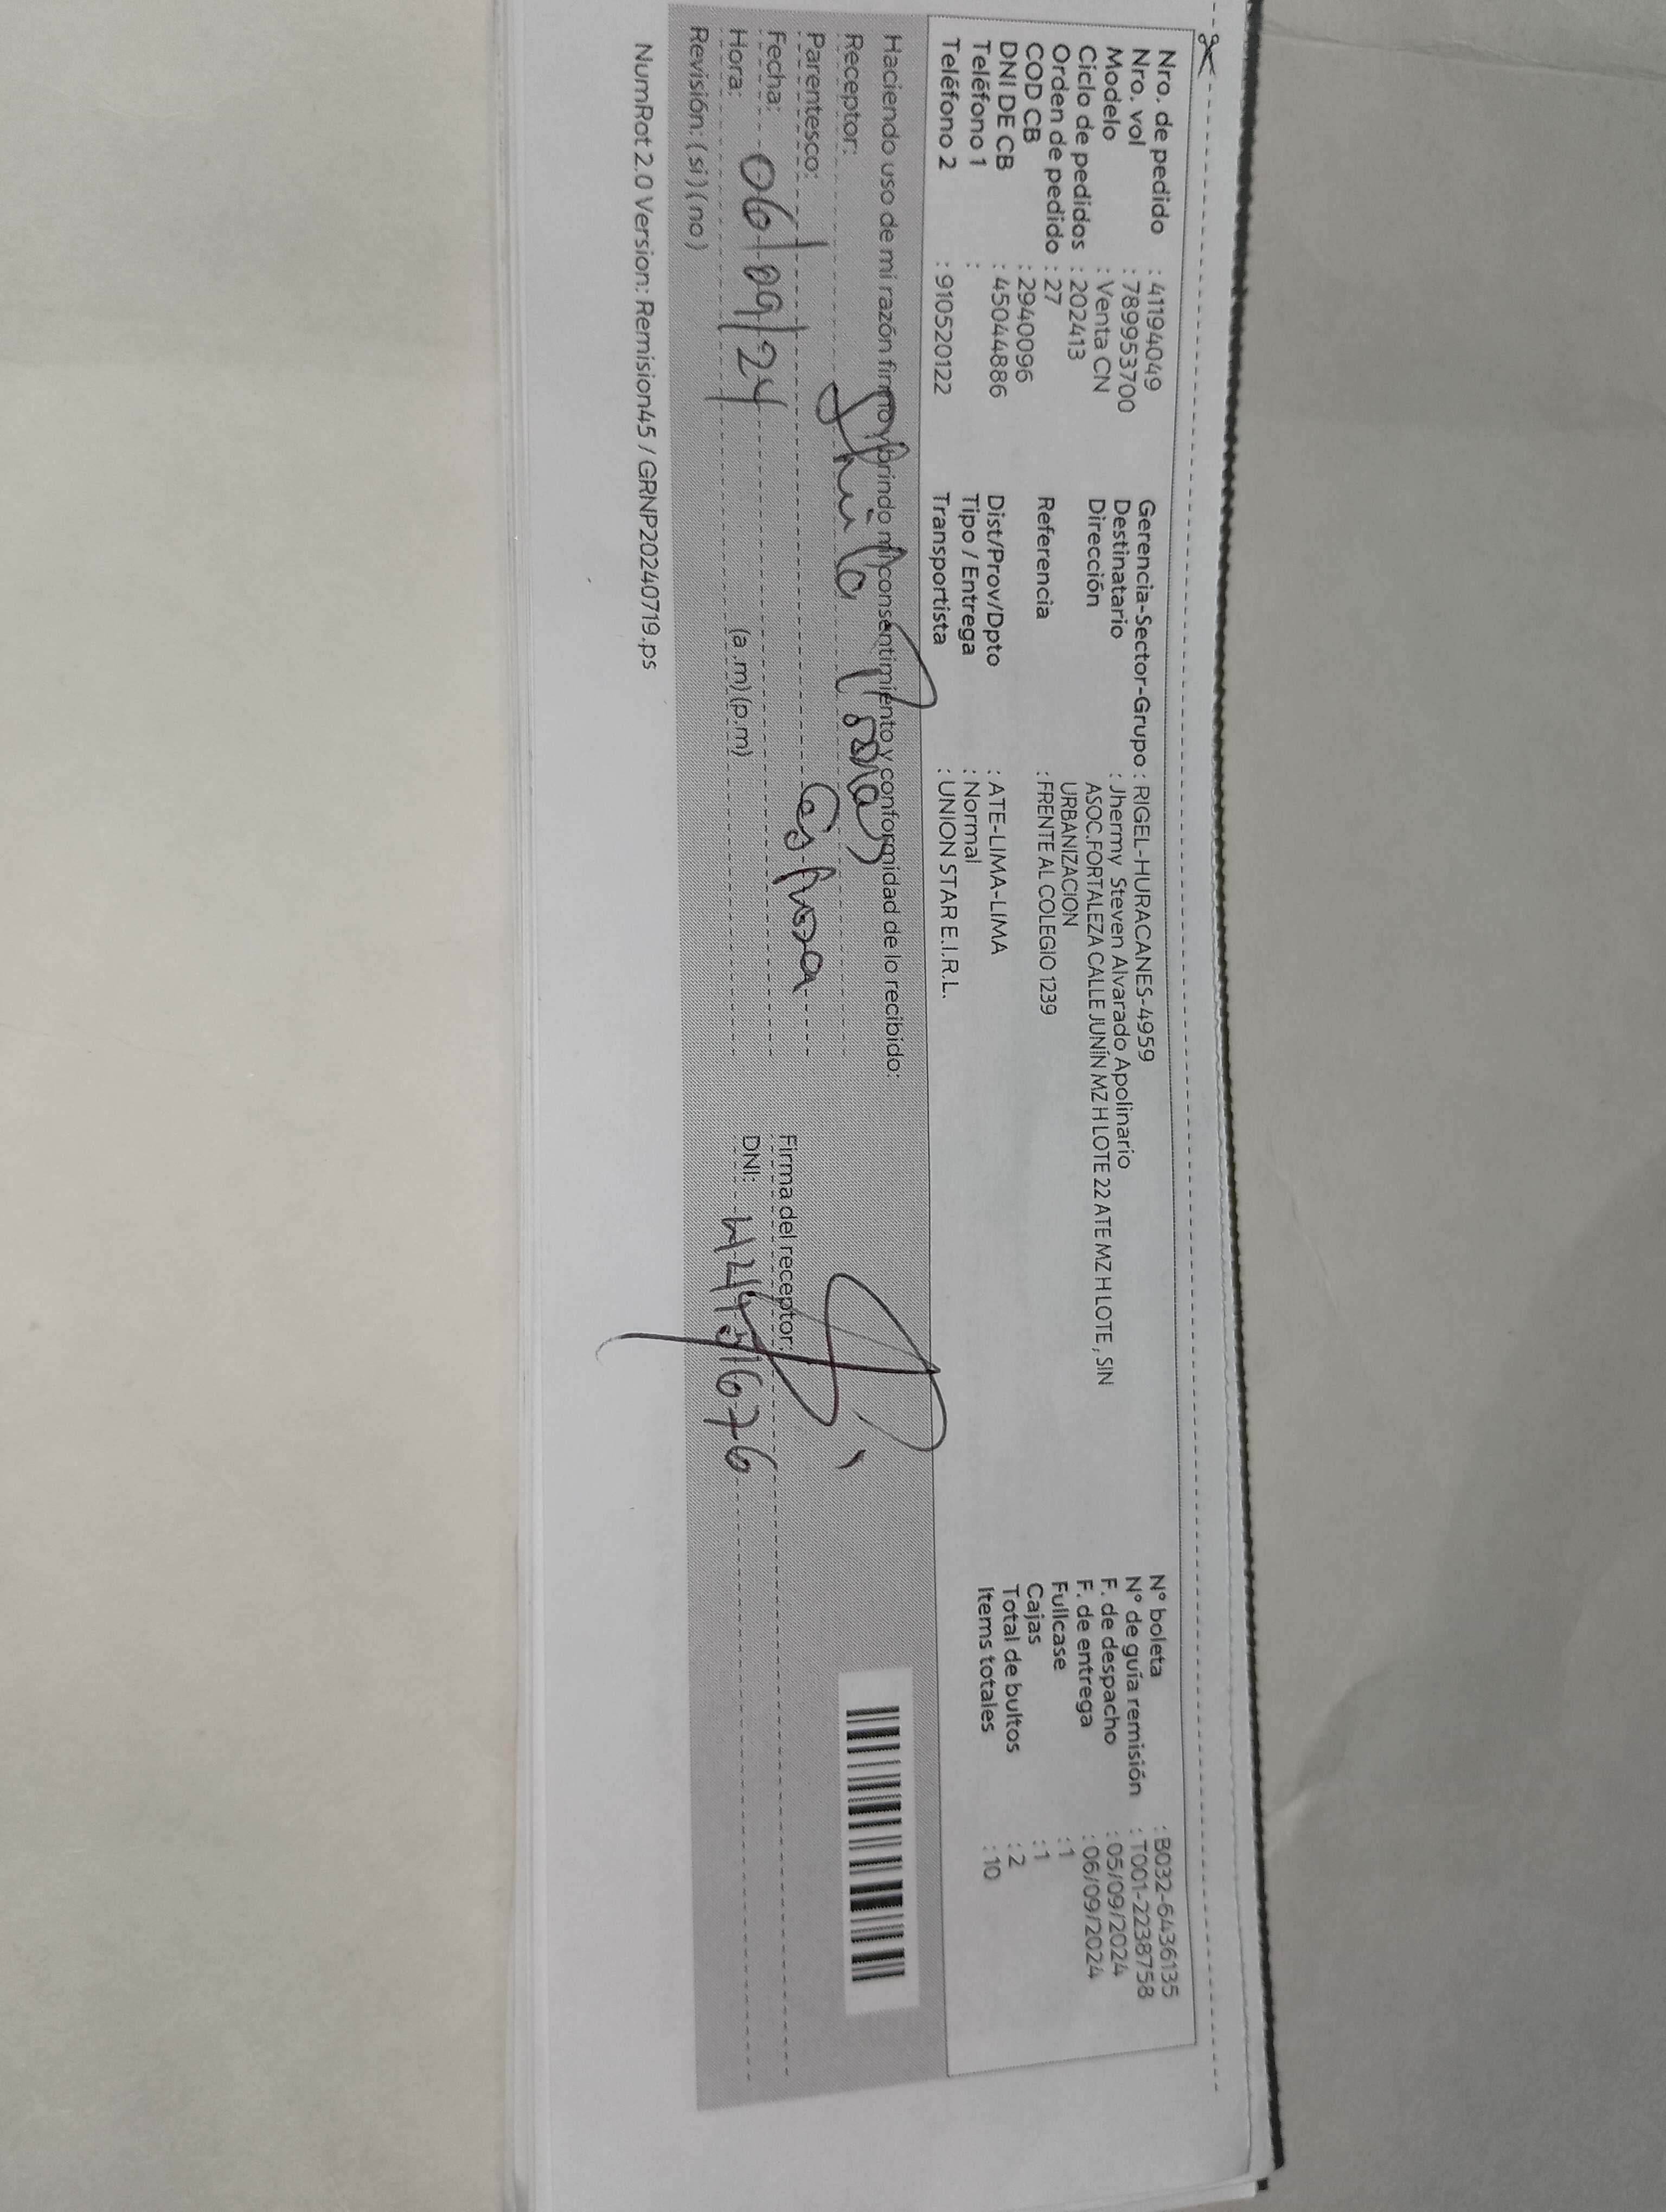 Nro. de pedido : 41194049
Nro. vol : 789953700
Modelo : Venta CN
Ciclo de pedidos : 202413
Orden de pedido : 27
COD CB : 2940096
DNI DE CB : 45044886
Teléfono 1 :
Teléfono 2 : 910520122
Gerencia-Sector-Grupo : RIGEL-HURACANES-4959
Destinatario : Jhermy Steven Alvarado Apolinario
Dirección ASOC.FORTALEZA CALLE JUNÍN MZ H LOTE 22 ATE MZ H LOTE , SIN
URBANIZACION
Referencia : FRENTE AL COLEGIO 1239
Dist/Prov/Dpto : ATE-LIMA-LIMA
Tipo / Entrega : Normal
Transportista : UNION STAR E.I.R.L.
N° boleta : B032-6436135
N° de guía remisión : T001-2238758
F. de despacho : 05/09/2024
F. de entrega : 06/09/2024
Fullcase : 1
Cajas : 1
Total de bultos : 2
Items totales : 10
Haciendo uso de mi razón firmo y brindo mi consentimiento y conformidad de lo recibido:
Receptor:
Parentesco: Esposa
Fecha: 06/09/24
Hora: (a.m)(p.m)
Revisión: (si)(no)
Firma del receptor:
DNI:
NumRot 2.0 Version: Remision45 / GRNP20240719.ps